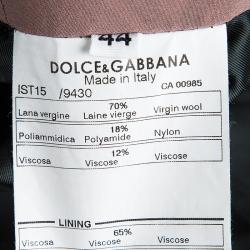 44
DOLCE&GABBANA
Made in Italy
IST15 /9430 CA 00985
70%
Lana vergine Laine vierge Virgin wool
18%
Poliammidica Polyamide Nylon
12%
Viscosa Viscose Viscose
LINING
65%
Viscosa Viscose Viscose